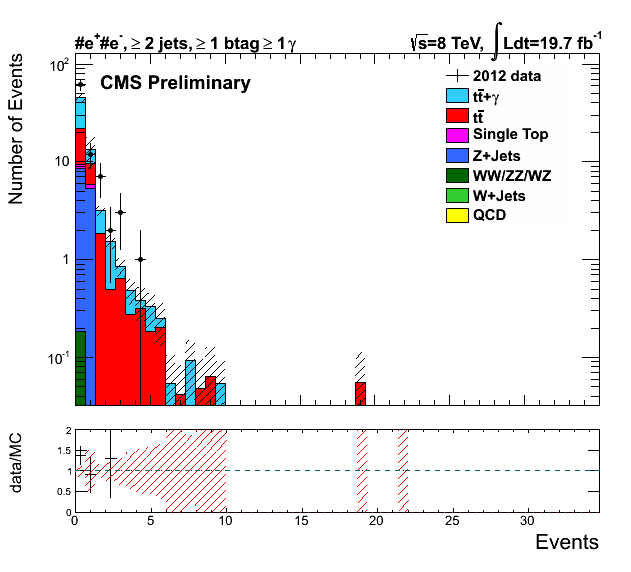 #e⁺#e⁻, ≥ 2 jets, ≥ 1 btag ≥ 1 γ √s=8 TeV, ∫ Ldt=19.7 fb⁻¹
CMS Preliminary
2012 data
tt̄+γ
tt̄
Single Top
Z+Jets
WW/ZZ/WZ
W+Jets
QCD
Number of Events
10²
10
1
10⁻¹
data/MC
2
1.5
1
0.5
0
0 5 10 15 20 25 30
Events